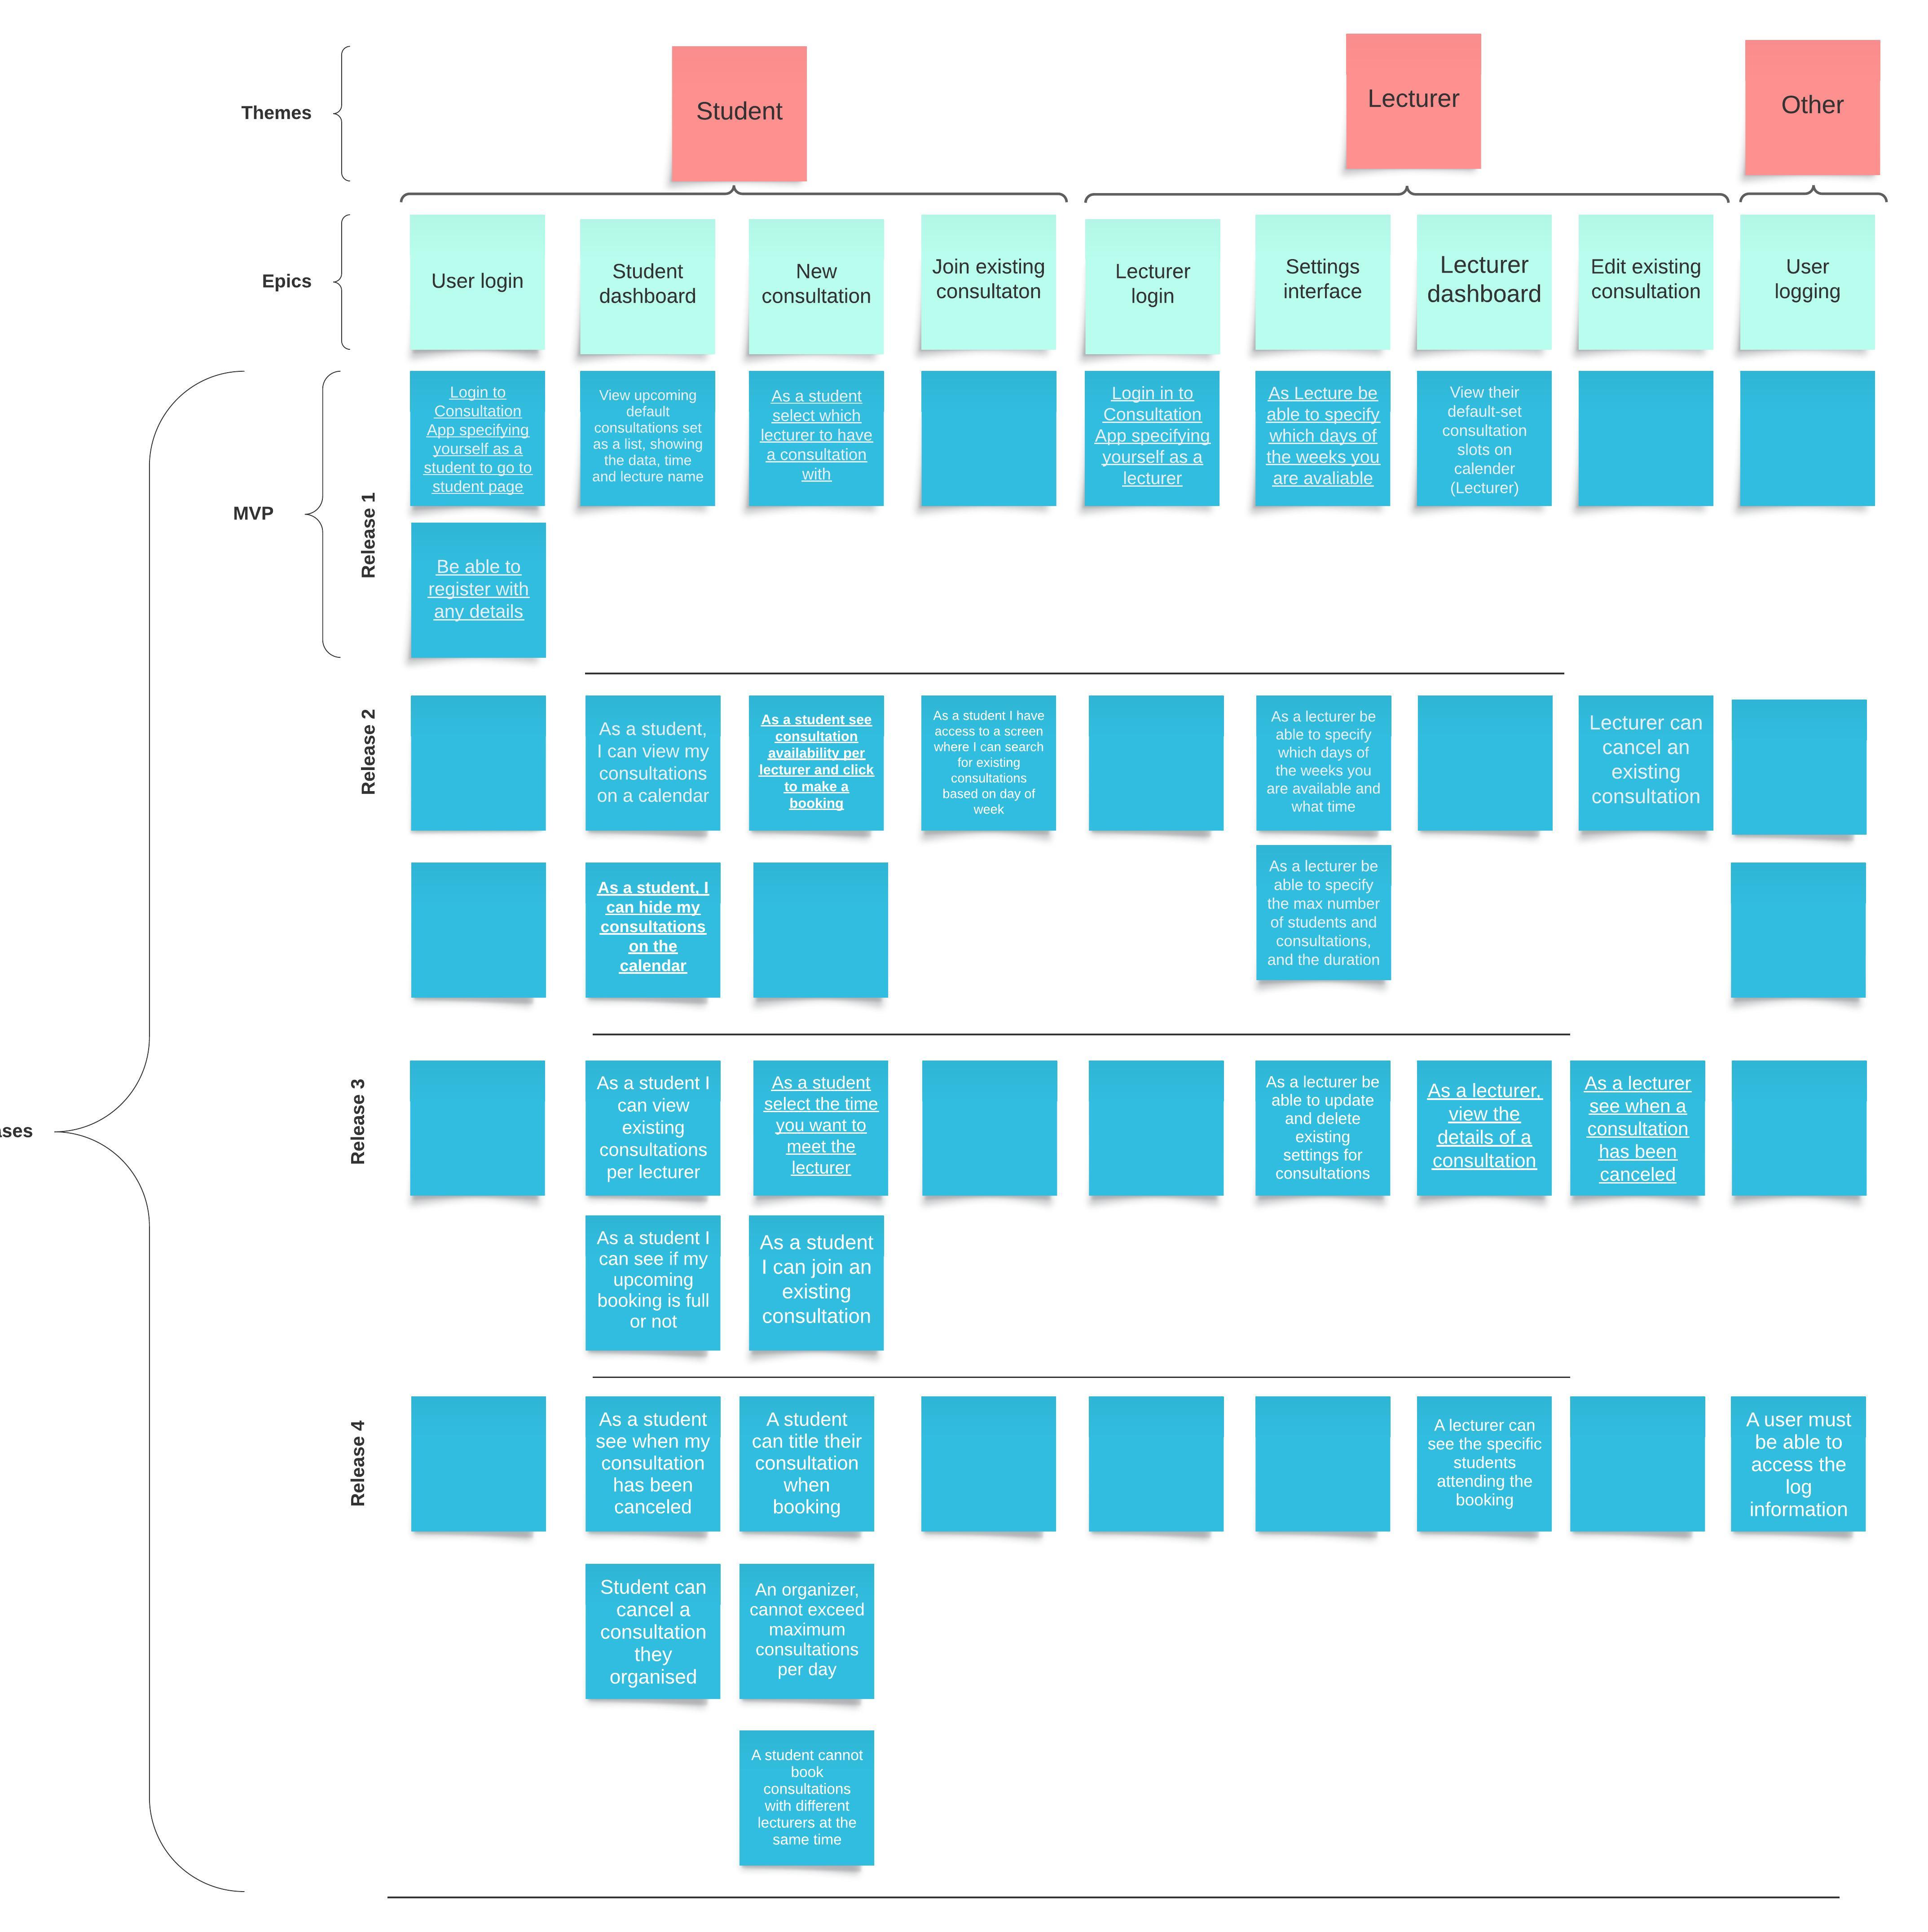 Themes
Student
Lecturer
Other
Epics
User login
Student
dashboard
New
consultation
Join existing
consultaton
Lecturer
login
Settings
interface
Lecturer
dashboard
Edit existing
consultation
User
logging
MVP
Release 1
Login to
Consultation
App specifying
yourself as a
student to go to
student page
View upcoming
default
consultations set
as a list, showing
the data, time
and lecture name
As a student
select which
lecturer to have
a consultation
with
Login in to
Consultation
App specifying
yourself as a
lecturer
As Lecture be
able to specify
which days of
the weeks you
are avaliable
View their
default-set
consultation
slots on
calender
(Lecturer)
Be able to
register with
any details
Release 2
As a student,
I can view my
consultations
on a calendar
As a student see
consultation
availability per
lecturer and click
to make a
booking
As a student I have
access to a screen
where I can search
for existing
consultations
based on day of
week
As a lecturer be
able to specify
which days of
the weeks you
are available and
what time
Lecturer can
cancel an
existing
consultation
As a student, I
can hide my
consultations
on the
calendar
As a lecturer be
able to specify
the max number
of students and
consultations,
and the duration
ases
Release 3
As a student I
can view
existing
consultations
per lecturer
As a student
select the time
you want to
meet the
lecturer
As a lecturer be
able to update
and delete
existing
settings for
consultations
As a lecturer,
view the
details of a
consultation
As a lecturer
see when a
consultation
has been
canceled
As a student I
can see if my
upcoming
booking is full
or not
As a student
I can join an
existing
consultation
Release 4
As a student
see when my
consultation
has been
canceled
A student
can title their
consultation
when
booking
A lecturer can
see the specific
students
attending the
booking
A user must
be able to
access the
log
information
Student can
cancel a
consultation
they
organised
An organizer,
cannot exceed
maximum
consultations
per day
A student cannot
book
consultations
with different
lecturers at the
same time